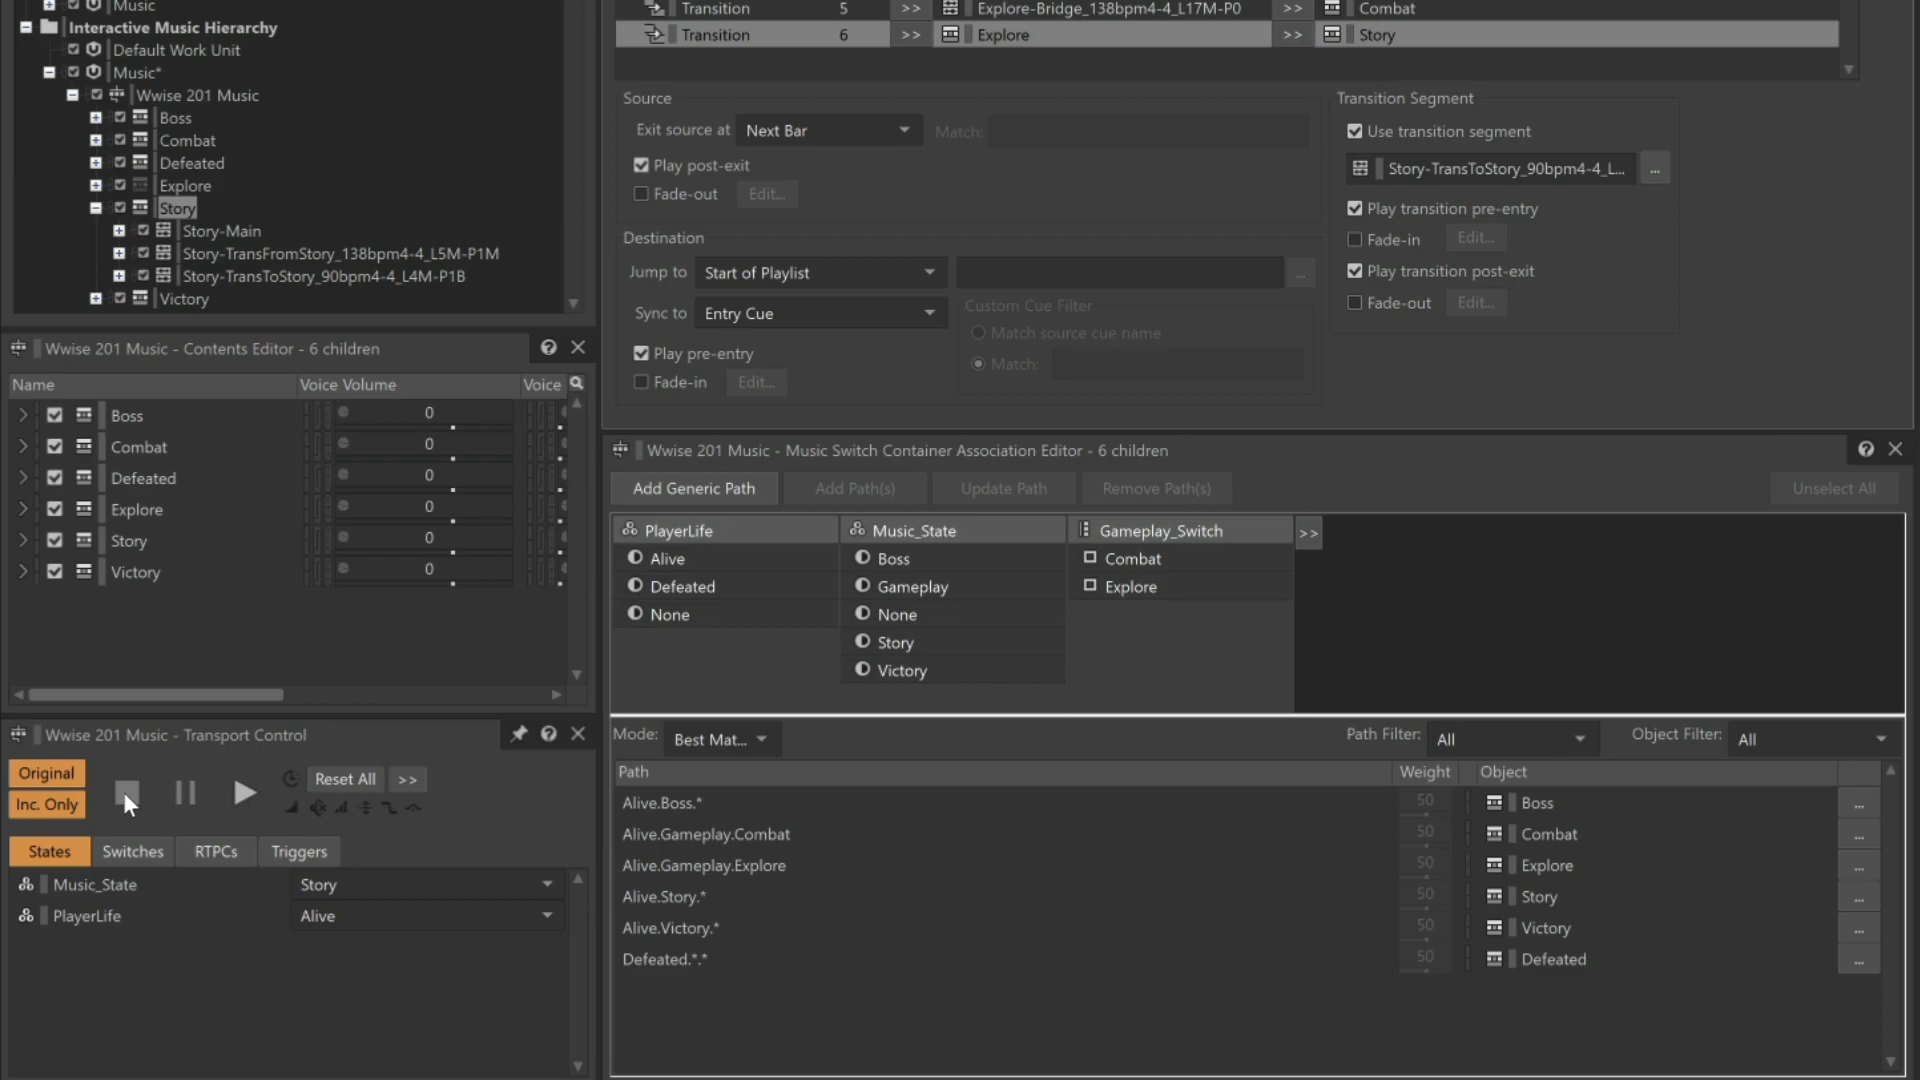 Music
Interactive Music Hierarchy
Default Work Unit
Music*
Wwise 201 Music
Boss
Combat
Defeated
Explore
Story
Story-Main
Story-TransFromStory_138bpm4-4_L5M-P1M
Story-TransToStory_90bpm4-4_L4M-P1B
Victory
Transition 5 >> Explore-Bridge_138bpm4-4_L17M-P0 >> Combat
Transition 6 >> Explore >> Story
Source
Exit source at Next Bar Match:
Play post-exit
Fade-out Edit...
Destination
Jump to Start of Playlist ...
Sync to Entry Cue
Custom Cue Filter
Match source cue name
Match:
Play pre-entry
Fade-in Edit...
Transition Segment
Use transition segment
Story-TransToStory_90bpm4-4_L... ...
Play transition pre-entry
Fade-in Edit...
Play transition post-exit
Fade-out Edit...
Wwise 201 Music - Contents Editor - 6 children
Name Voice Volume Voice
Boss 0
Combat 0
Defeated 0
Explore 0
Story 0
Victory 0
Wwise 201 Music - Transport Control
Original
Inc. Only
Reset All >>
States Switches RTPCs Triggers
Music_State Story
PlayerLife Alive
Wwise 201 Music - Music Switch Container Association Editor - 6 children
Add Generic Path Add Path(s) Update Path Remove Path(s) Unselect All
PlayerLife Music_State Gameplay_Switch >>
Alive Boss Combat
Defeated Gameplay Explore
None None
Story
Victory
Mode: Best Mat... Path Filter: All Object Filter: All
Path Weight Object
Alive.Boss.* 50 Boss ...
Alive.Gameplay.Combat 50 Combat ...
Alive.Gameplay.Explore 50 Explore ...
Alive.Story.* 50 Story ...
Alive.Victory.* 50 Victory ...
Defeated.*.* 50 Defeated ...